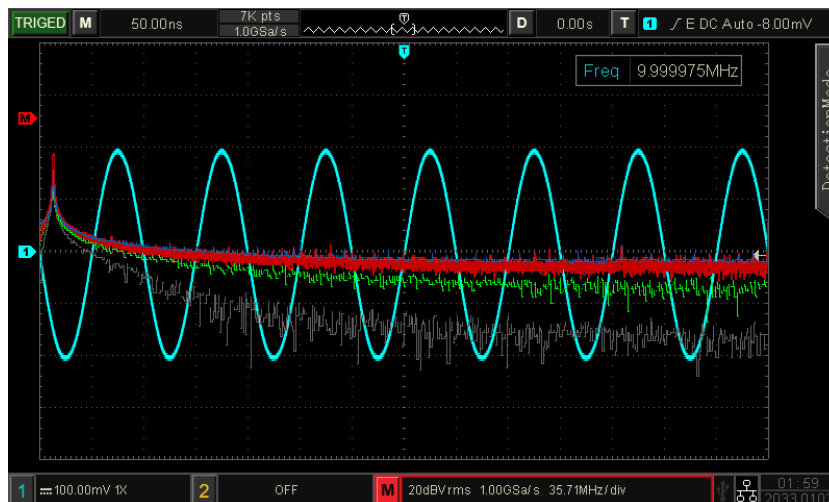 TRIGED M 50.00ns 7K pts D 0.00s T 1 E DC Auto -8.00mV
1.0GSa/s
T
T
Freq 9.999975MHz
M
1
1 100.00mV 1X 2 OFF M 20dBVrms 1.00GSa/s 35.71MHz/div 01:59